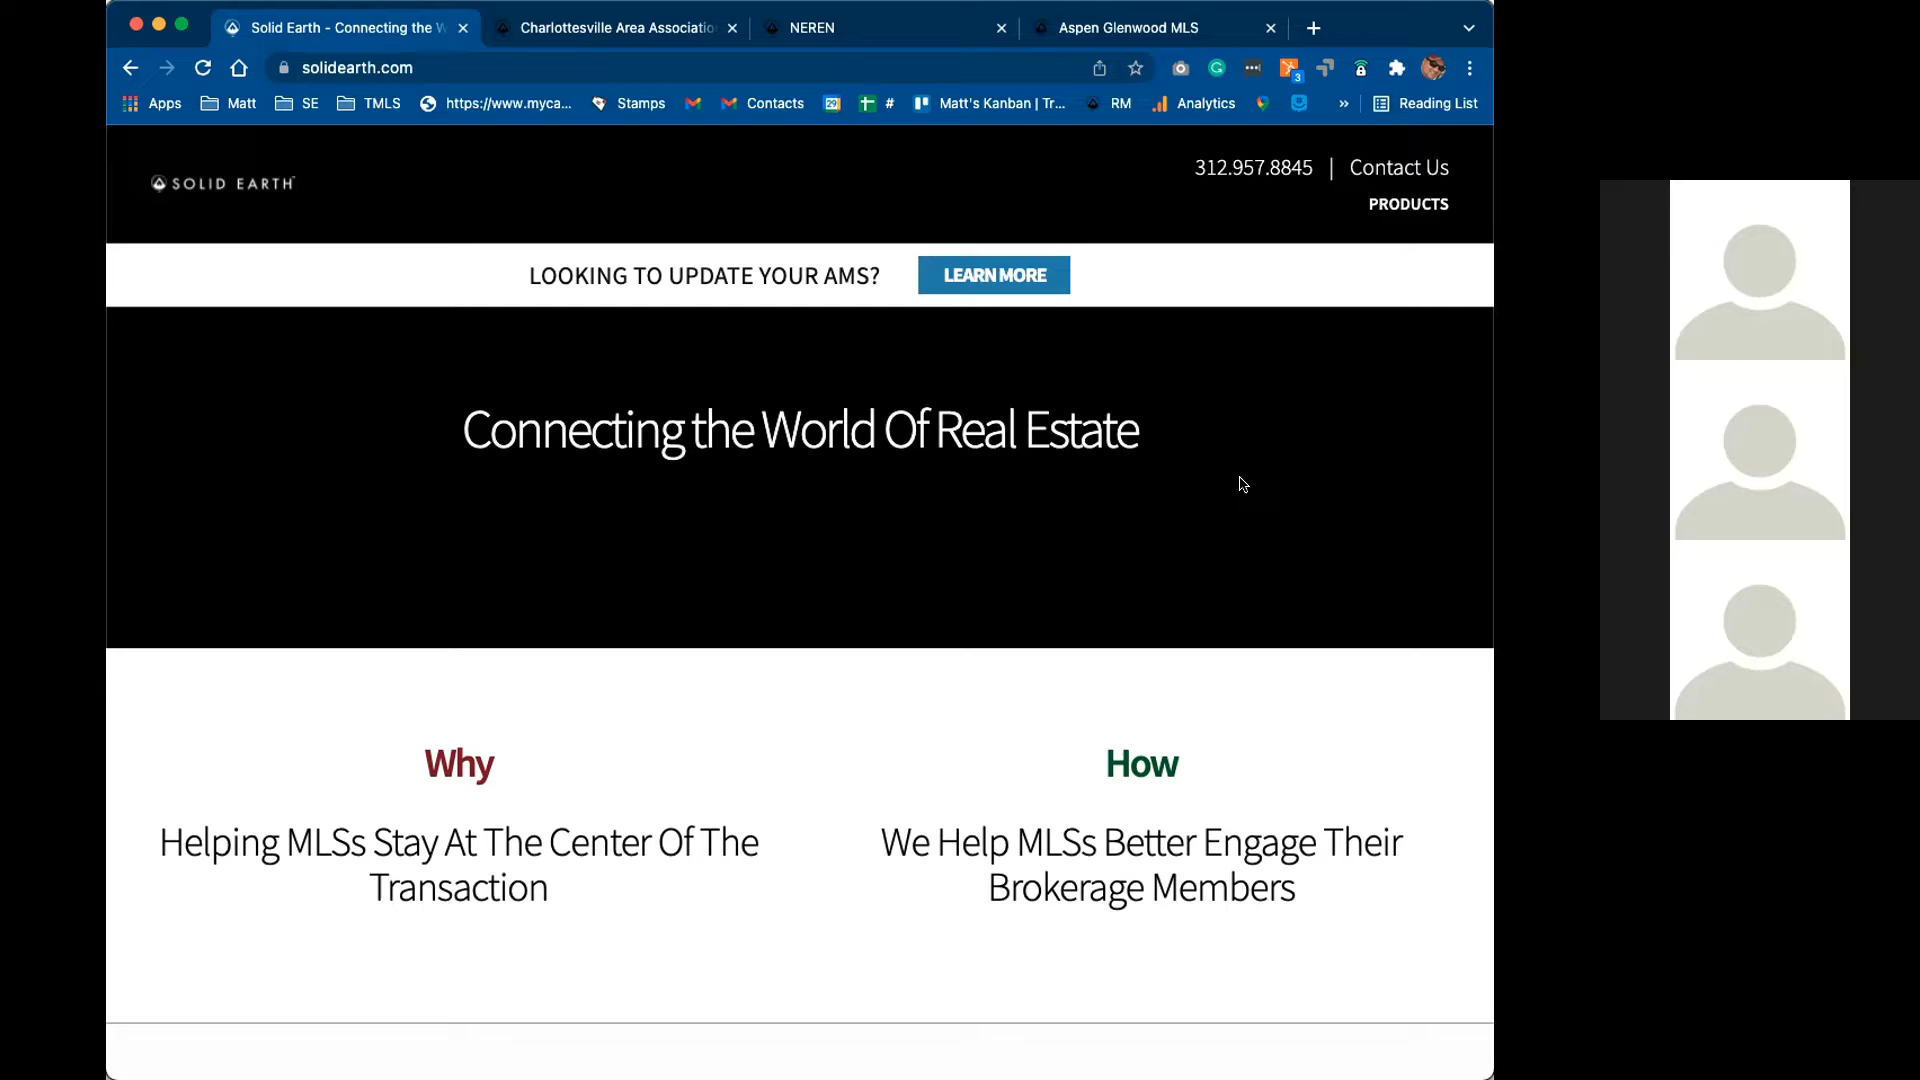 Solid Earth - Connecting the W
Charlottesville Area Associatio
NEREN
Aspen Glenwood MLS
solidearth.com
3
Apps
Matt
SE
TMLS
https://www.myca...
Stamps
Contacts
#
Matt's Kanban | Tr...
RM
Analytics
»
Reading List
SOLID EARTH
312.957.8845 | Contact Us
PRODUCTS
LOOKING TO UPDATE YOUR AMS?
LEARN MORE
Connecting the World Of Real Estate
Why
Helping MLSs Stay At The Center Of The
Transaction
How
We Help MLSs Better Engage Their
Brokerage Members